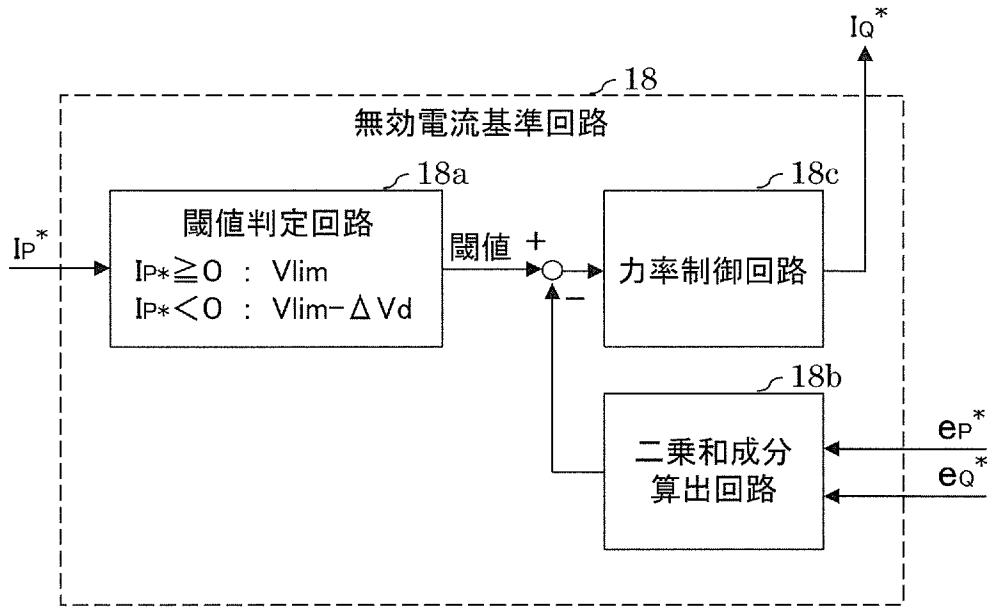 IQ*
18
無効電流基準回路
18a
18c
IP*
閾値判定回路
IP*≧0 : Vlim
IP*<0 : Vlim-ΔVd
閾値
+
-
力率制御回路
18b
二乗和成分
算出回路
eP*
eQ*